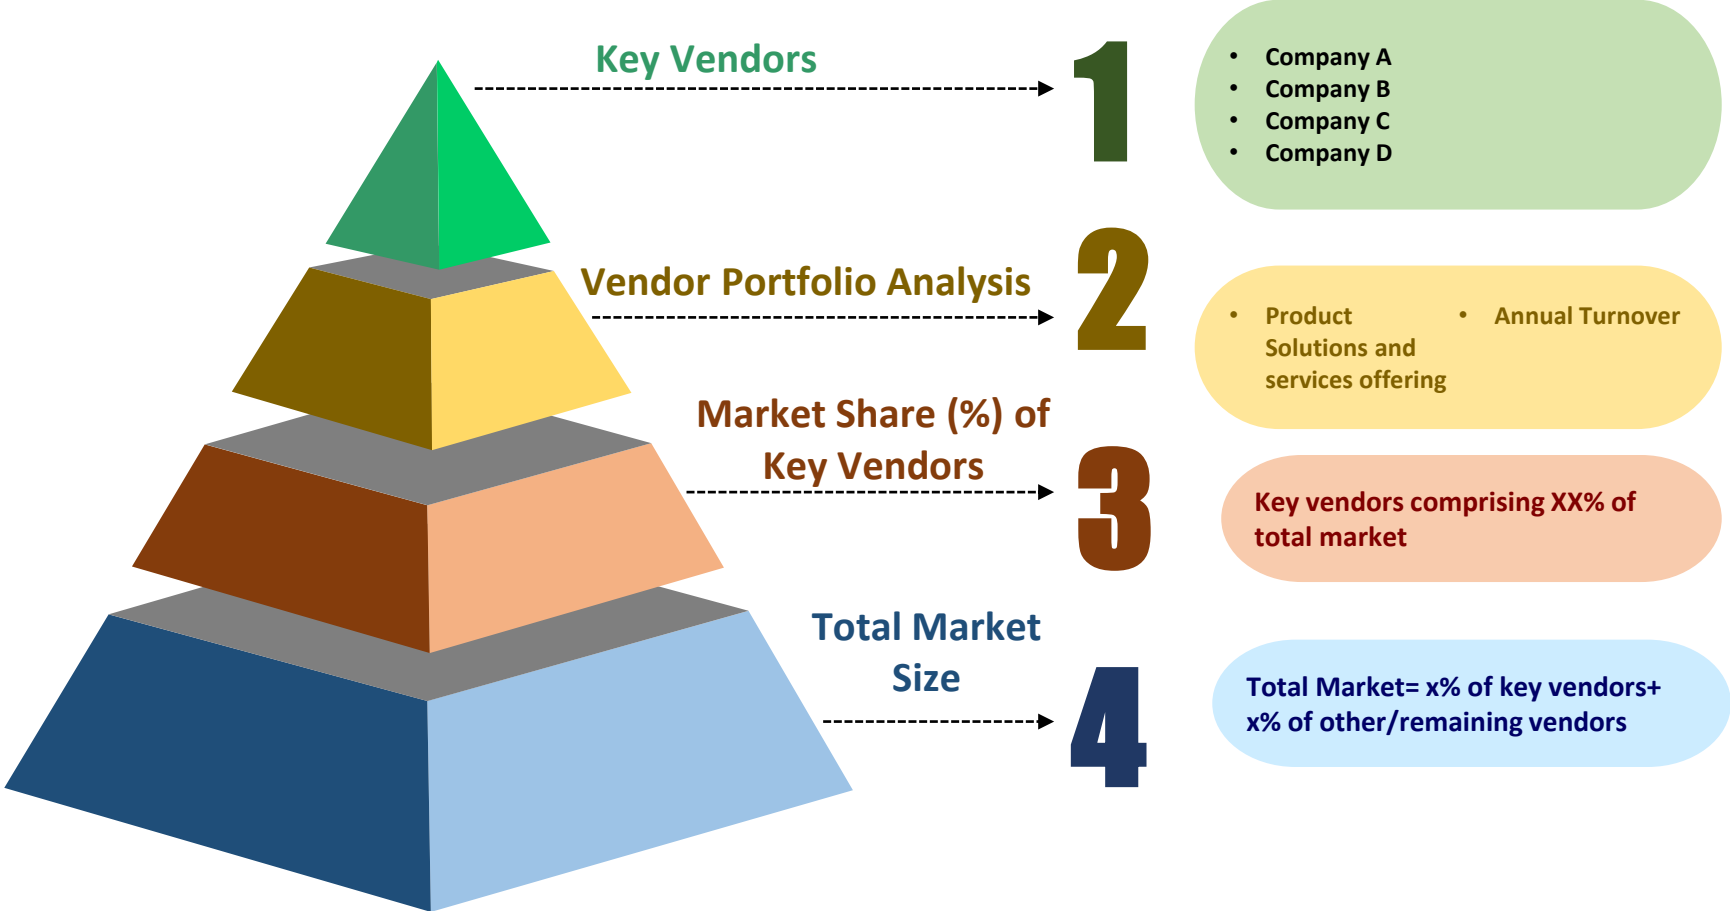 Key Vendors
1
• Company A
• Company B
• Company C
• Company D
Vendor Portfolio Analysis
2
• Product
Solutions and
services offering
• Annual Turnover
Market Share (%) of
Key Vendors
3
Key vendors comprising XX% of
total market
Total Market
Size
4
Total Market= x% of key vendors+
x% of other/remaining vendors